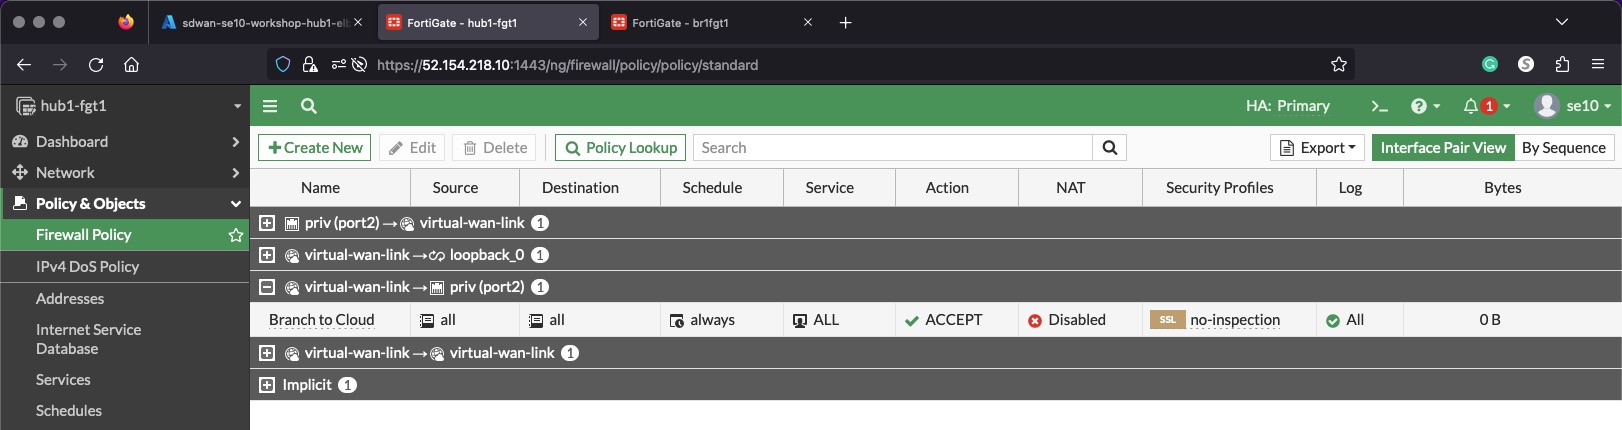 sdwan-se10-workshop-hub1-elb
FortiGate - hub1-fgt1
FortiGate - br1fgt1
https://52.154.218.10:1443/ng/firewall/policy/policy/standard
hub1-fgt1
HA: Primary
1
se10
Dashboard
Network
Policy & Objects
Firewall Policy
IPv4 DoS Policy
Addresses
Internet Service
Database
Services
Schedules
Create New Edit Delete Policy Lookup Search Export Interface Pair View By Sequence
Name Source Destination Schedule Service Action NAT Security Profiles Log Bytes
priv (port2) → virtual-wan-link 1
virtual-wan-link → loopback_0 1
virtual-wan-link → priv (port2) 1
Branch to Cloud all all always ALL ACCEPT Disabled SSL no-inspection All 0 B
virtual-wan-link → virtual-wan-link 1
Implicit 1